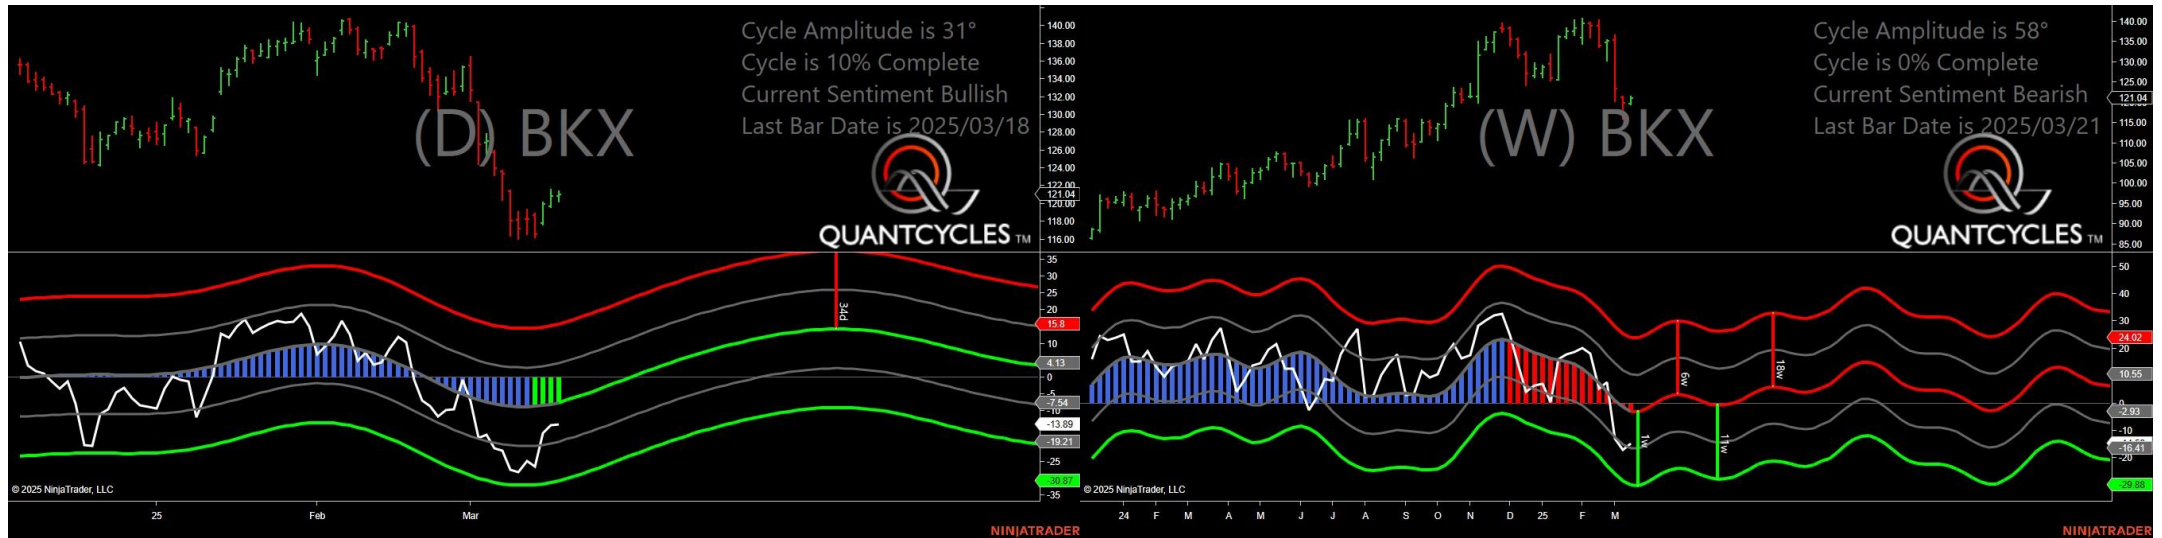 Cycle Amplitude is 31°
Cycle is 10% Complete
Current Sentiment Bullish
Last Bar Date is 2025/03/18
(D) BKX
QUANTCYCLES TM
140.00
138.00
136.00
134.00
132.00
130.00
128.00
126.00
124.00
122.00
121.04
120.00
118.00
116.00
34d
35
30
25
20
15.8
10
4.13
0
-5
-7.54
-10
-13.89
-19.21
-25
-30.87
-35
© 2025 NinjaTrader, LLC
25 Feb Mar
NINJATRADER
Cycle Amplitude is 58°
Cycle is 0% Complete
Current Sentiment Bearish
Last Bar Date is 2025/03/21
(W) BKX
QUANTCYCLES TM
140.00
135.00
130.00
125.00
121.04
115.00
110.00
105.00
100.00
95.00
90.00
85.00
1w
6w
11w
18w
50
40
30
24.02
20
10.55
0
-2.93
-10
-16.41
-20
-29.88
© 2025 NinjaTrader, LLC
24 F M A M J J A S O N D 25 F M
NINJATRADER